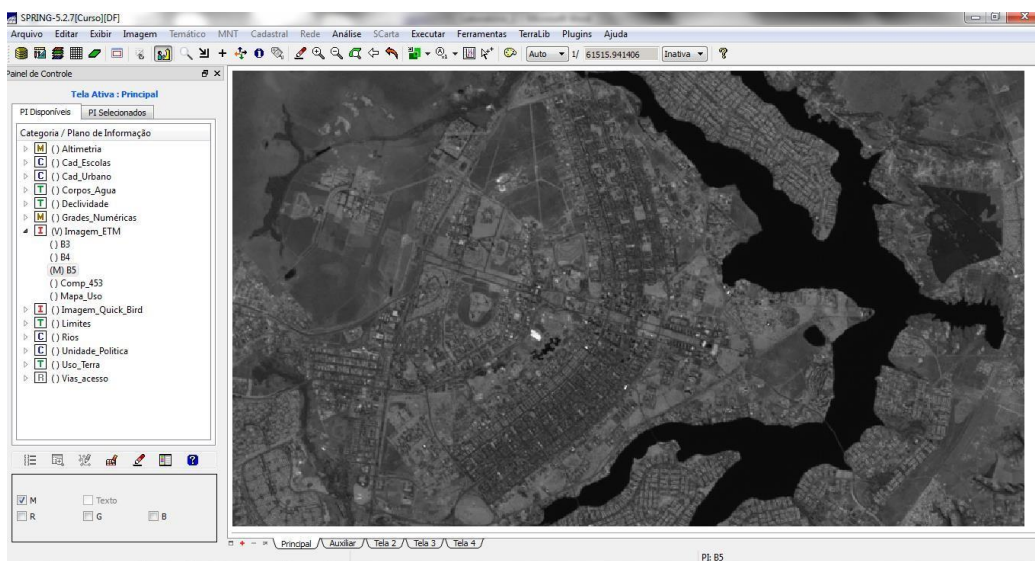 SPRING-5.2.7[Curso][DF]
Arquivo Editar Exibir Imagem Temático MNT Cadastral Rede Análise SCarta Executar Ferramentas TerraLib Plugins Ajuda
Auto 1/ 61515.941406 Inativa
Painel de Controle
Tela Ativa : Principal
PI Disponíveis PI Selecionados
Categoria / Plano de Informação
M () Altimetria
C () Cad_Escolas
C () Cad_Urbano
T () Corpos_Agua
T () Declividade
M () Grades_Numéricas
I (V) Imagem_ETM
() B3
() B4
(M) B5
() Comp_453
() Mapa_Uso
I () Imagem_Quick_Bird
T () Limites
C () Rios
C () Unidade_Politica
T () Uso_Terra
R () Vias_acesso
M Texto
R G B
Principal Auxiliar Tela 2 Tela 3 Tela 4
PI: B5